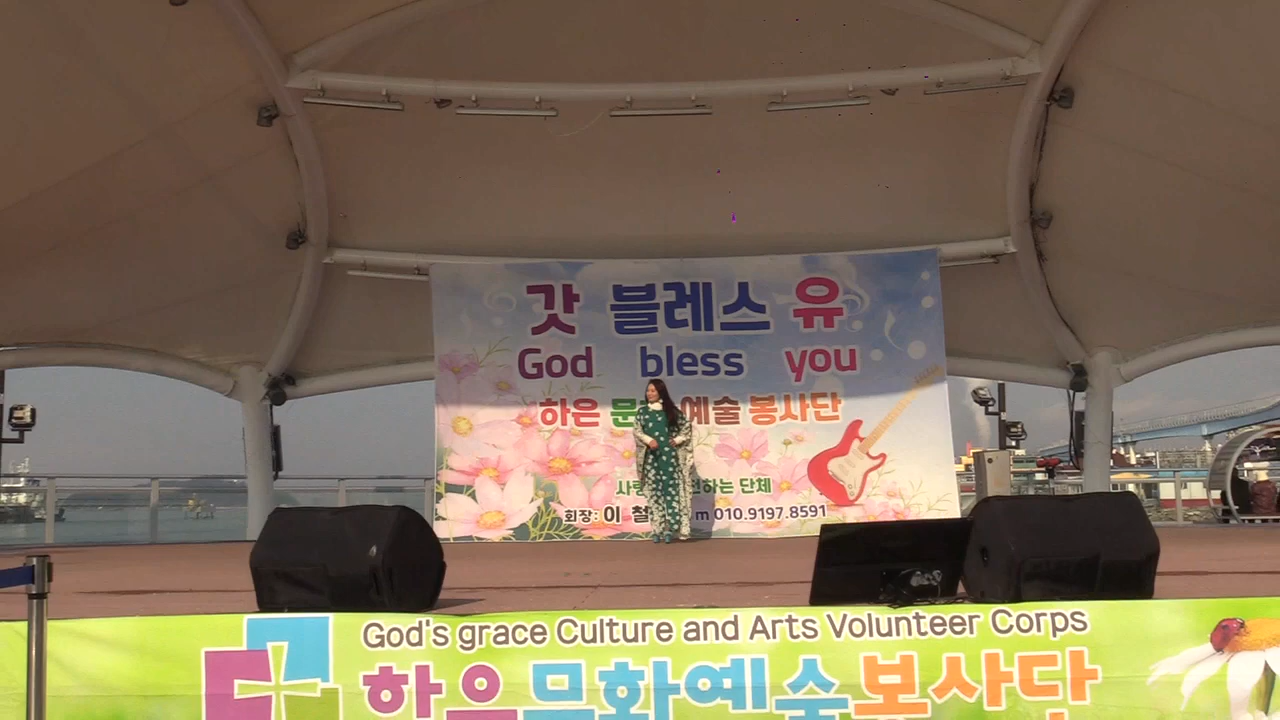 갓 블레스 유
God bless you
하은 문화 예술 봉사단
사랑 하는 단체
회장: 이 철 m 010.9197.8591
God's grace Culture and Arts Volunteer Corps
하은문화예술봉사단